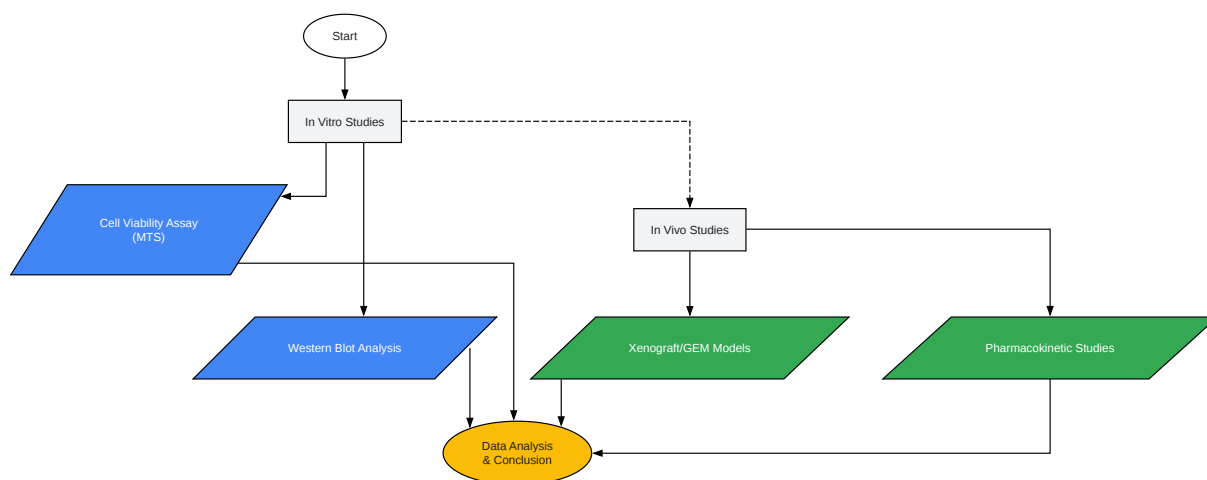 Start
In Vitro Studies
Cell Viability Assay
(MTS)
In Vivo Studies
Western Blot Analysis
Xenograft/GEM Models
Pharmacokinetic Studies
Data Analysis
& Conclusion